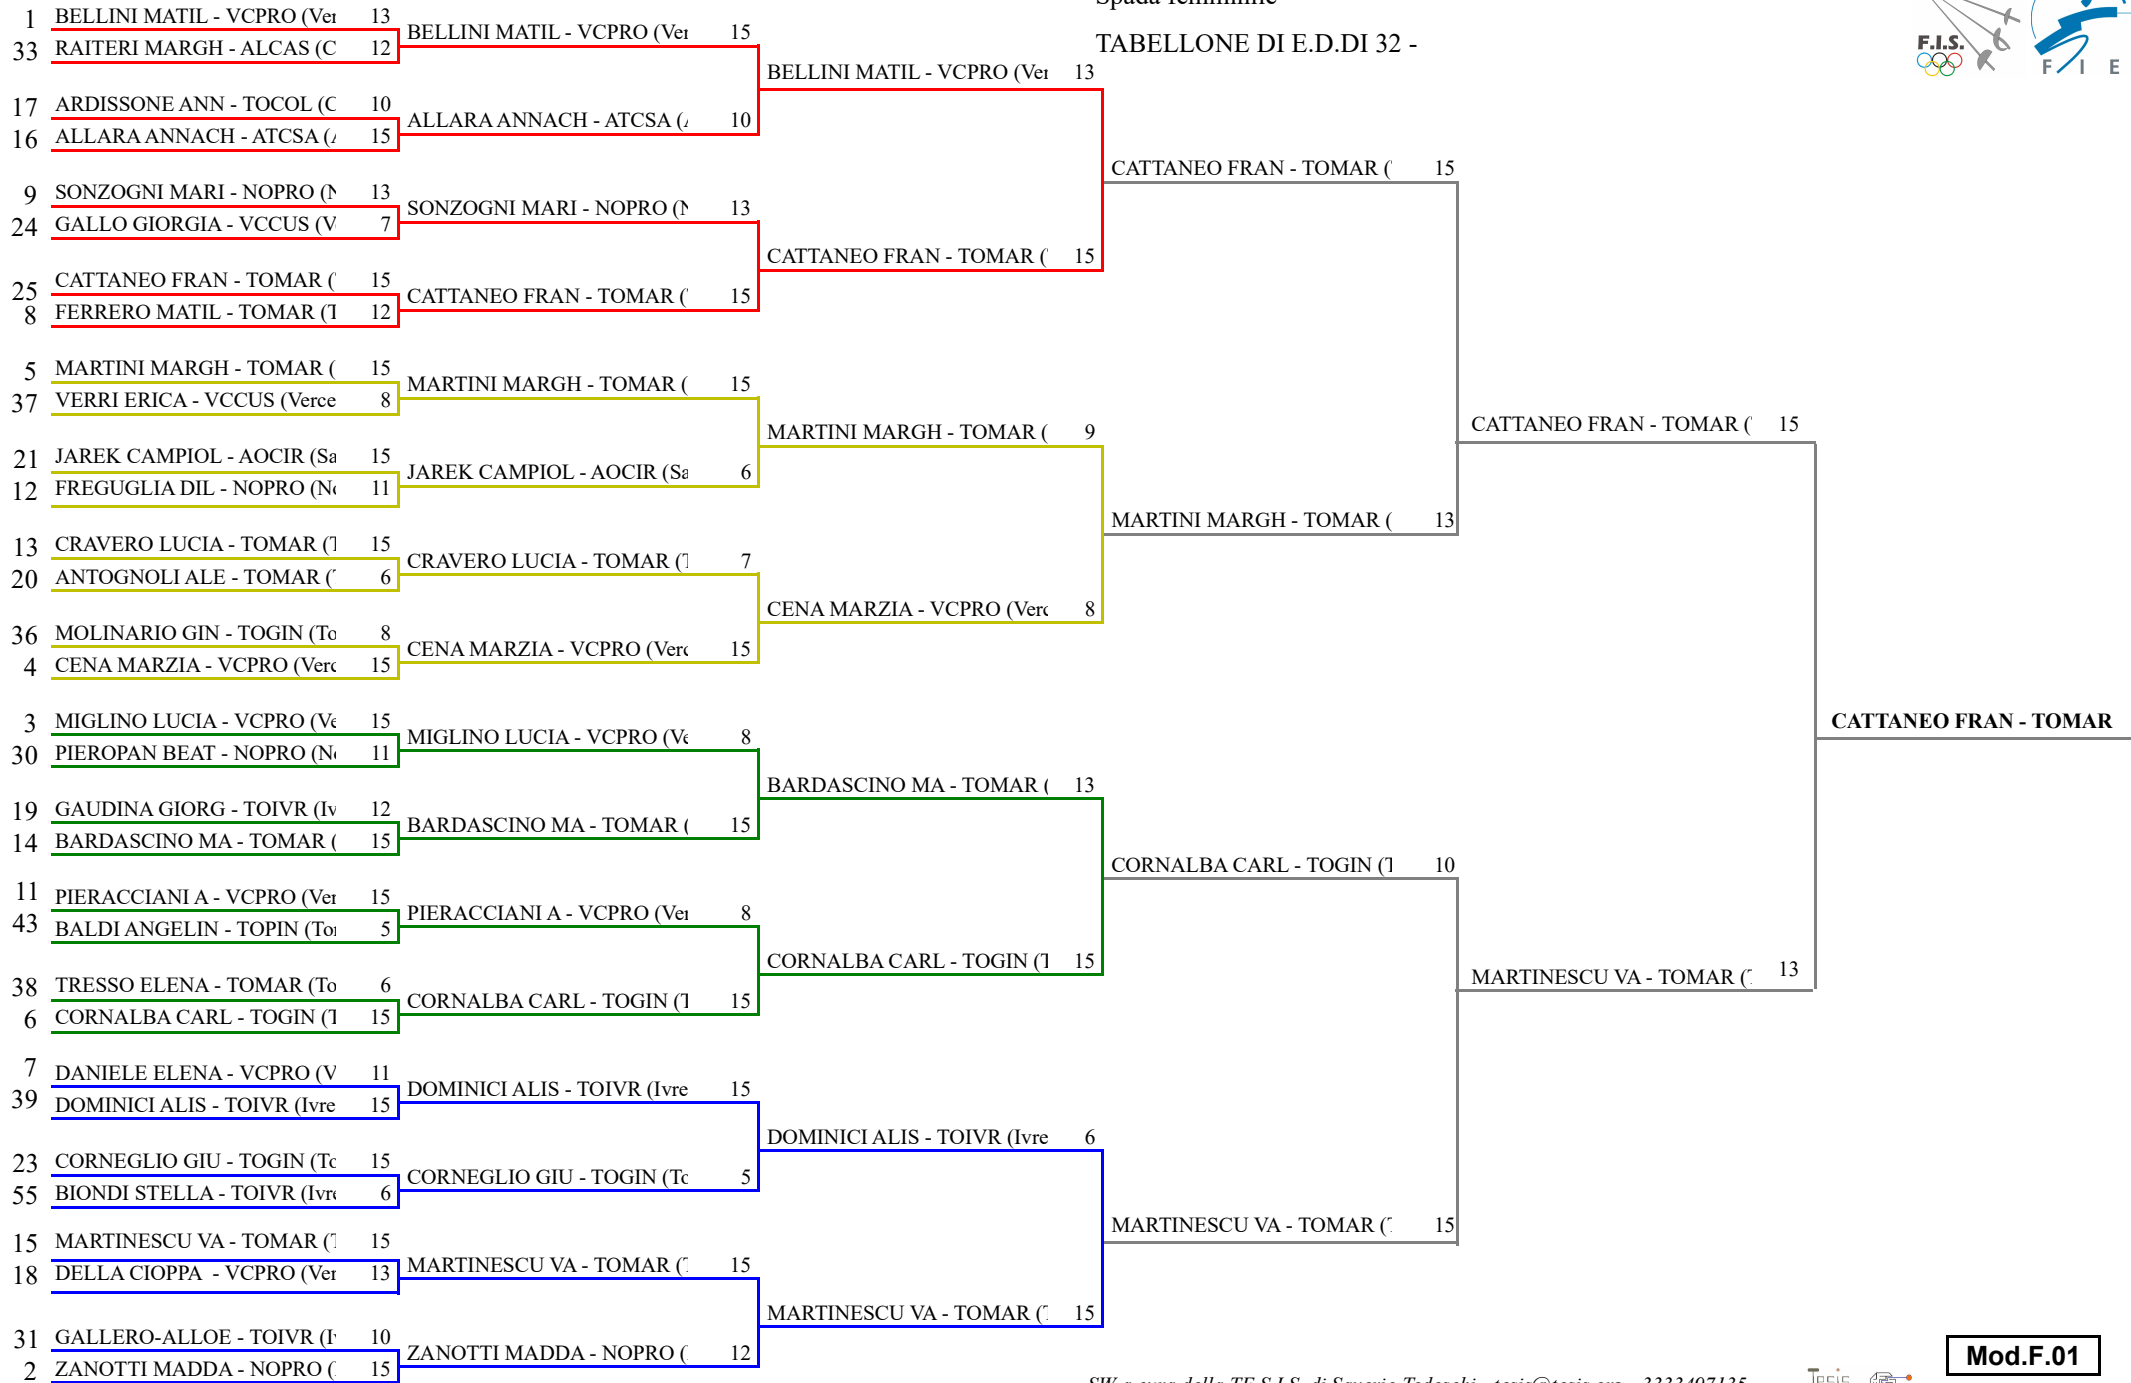 Spada femminile
TABELLONE DI E.D.DI 32 -
F.I.S.
F I E
1 BELLINI MATIL - VCPRO (Ver 13
33 RAITERI MARGH - ALCAS (C 12
17 ARDISSONE ANN - TOCOL (C 10
16 ALLARA ANNACH - ATCSA (A 15
9 SONZOGNI MARI - NOPRO (N 13
24 GALLO GIORGIA - VCCUS (V 7
25 CATTANEO FRAN - TOMAR ( 15
8 FERRERO MATIL - TOMAR (T 12
5 MARTINI MARGH - TOMAR ( 15
37 VERRI ERICA - VCCUS (Verce 8
21 JAREK CAMPIOL - AOCIR (Sa 15
12 FREGUGLIA DIL - NOPRO (No 11
13 CRAVERO LUCIA - TOMAR (T 15
20 ANTOGNOLI ALE - TOMAR (T 6
36 MOLINARIO GIN - TOGIN (To 8
4 CENA MARZIA - VCPRO (Verc 15
3 MIGLINO LUCIA - VCPRO (Ve 15
30 PIEROPAN BEAT - NOPRO (No 11
19 GAUDINA GIORG - TOIVR (Iv 12
14 BARDASCINO MA - TOMAR ( 15
11 PIERACCIANI A - VCPRO (Ver 15
43 BALDI ANGELIN - TOPIN (Tor 5
38 TRESSO ELENA - TOMAR (To 6
6 CORNALBA CARL - TOGIN (T 15
7 DANIELE ELENA - VCPRO (V 11
39 DOMINICI ALIS - TOIVR (Ivre 15
23 CORNEGLIO GIU - TOGIN (To 15
55 BIONDI STELLA - TOIVR (Ivre 6
15 MARTINESCU VA - TOMAR (T 15
18 DELLA CIOPPA - VCPRO (Ver 13
31 GALLERO-ALLOE - TOIVR (I 10
2 ZANOTTI MADDA - NOPRO ( 15
BELLINI MATIL - VCPRO (Ver 15
ALLARA ANNACH - ATCSA (A 10
SONZOGNI MARI - NOPRO (N 13
CATTANEO FRAN - TOMAR ( 15
MARTINI MARGH - TOMAR ( 15
JAREK CAMPIOL - AOCIR (Sa 6
CRAVERO LUCIA - TOMAR (T 7
CENA MARZIA - VCPRO (Verc 15
MIGLINO LUCIA - VCPRO (Ve 8
BARDASCINO MA - TOMAR ( 15
PIERACCIANI A - VCPRO (Ver 8
CORNALBA CARL - TOGIN (T 15
DOMINICI ALIS - TOIVR (Ivre 15
CORNEGLIO GIU - TOGIN (To 5
MARTINESCU VA - TOMAR (T 15
ZANOTTI MADDA - NOPRO ( 12
BELLINI MATIL - VCPRO (Ver 13
CATTANEO FRAN - TOMAR ( 15
MARTINI MARGH - TOMAR ( 9
CENA MARZIA - VCPRO (Verc 8
BARDASCINO MA - TOMAR ( 13
CORNALBA CARL - TOGIN (T 15
DOMINICI ALIS - TOIVR (Ivre 6
MARTINESCU VA - TOMAR (T 15
CATTANEO FRAN - TOMAR ( 15
MARTINI MARGH - TOMAR ( 13
CORNALBA CARL - TOGIN (T 10
MARTINESCU VA - TOMAR (T 15
CATTANEO FRAN - TOMAR ( 15
MARTINESCU VA - TOMAR (T 13
CATTANEO FRAN - TOMAR
SW a cura della TE.S.I.S. di Saverio Tedeschi - tesis@tesis.org - 3333497135
Tesis
Mod.F.01